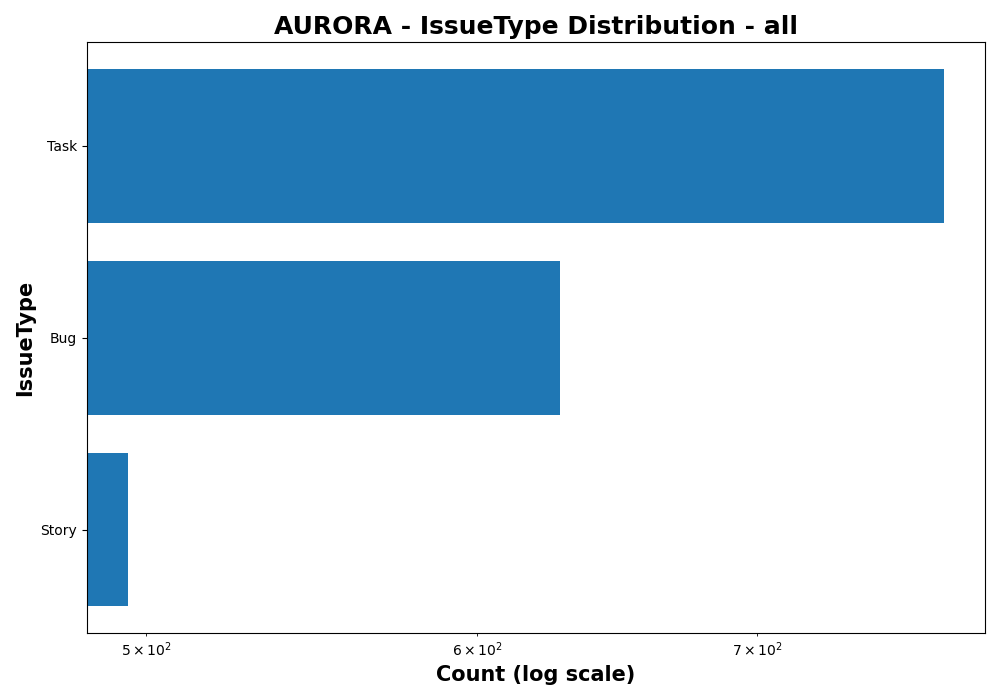 AURORA - IssueType Distribution - all
IssueType
Task
Bug
Story
5 × 10²
6 × 10²
7 × 10²
Count (log scale)